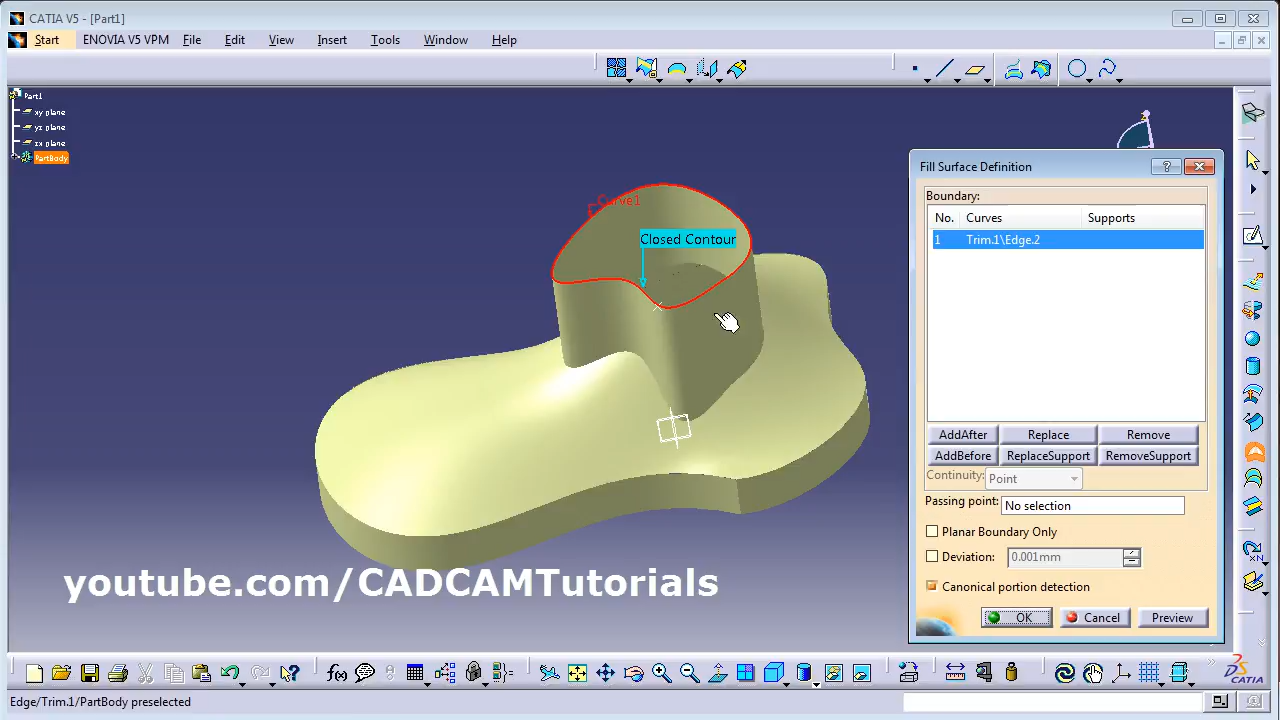 CATIA V5 - [Part1]
Start ENOVIA V5 VPM File Edit View Insert Tools Window Help
Part1
xy plane
yz plane
zx plane
PartBody
Curve1
Closed Contour
Fill Surface Definition
Boundary:
No. Curves Supports
1 Trim.1\Edge.2
AddAfter Replace Remove
AddBefore ReplaceSupport RemoveSupport
Continuity: Point
Passing point: No selection
Planar Boundary Only
Deviation: 0.001mm
Canonical portion detection
OK Cancel Preview
youtube.com/CADCAMTutorials
f(x)
CATIA
Edge/Trim.1/PartBody preselected